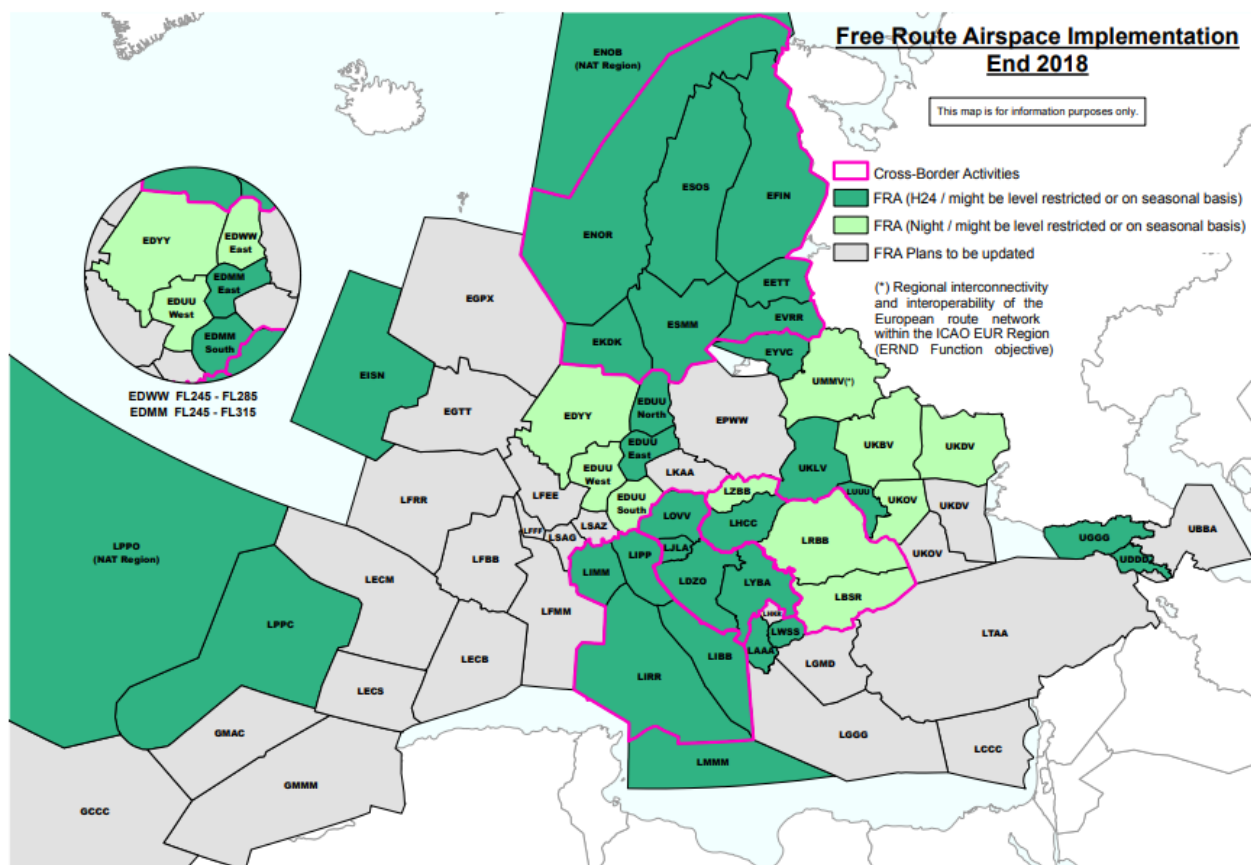 Free Route Airspace Implementation
End 2018
This map is for information purposes only.
Cross-Border Activities
FRA (H24 / might be level restricted or on seasonal basis)
FRA (Night / might be level restricted or on seasonal basis)
FRA Plans to be updated
(*) Regional interconnectivity
and interoperability of the
European route network
within the ICAO EUR Region
(ERND Function objective)
ENOB
(NAT Region)
ESOS
EFIN
ENOR
EDYY
EDWW
East
EDMM
East
EDUU
West
EDMM
South
EDWW FL245 - FL285
EDMM FL245 - FL315
EGPX
EETT
ESMM
EVRR
EKDK
EYVC
EISN
UMMV(*)
EGTT
EDYY
EDUU
North
EPWW
UKBV
UKDV
EDUU
East
UKLV
LKAA
EDUU
West
LFRR
LFEE
LZBB
LUUU
UKOV
UKDV
EDUU
South
LOVV
LHCC
LFFF
LSAZ
LSAG
UBBA
UGGG
LPPO
(NAT Region)
LRBB
UKOV
LJLA
LIPP
LFBB
UDDD
LIMM
LECM
LYBA
LDZO
LBSR
LFMM
LWSS
LPPC
LAAA
LTAA
LIBB
LECB
LGMD
LIRR
LECS
GMAC
LGGG
LCCC
LMMM
GMMM
GCCC